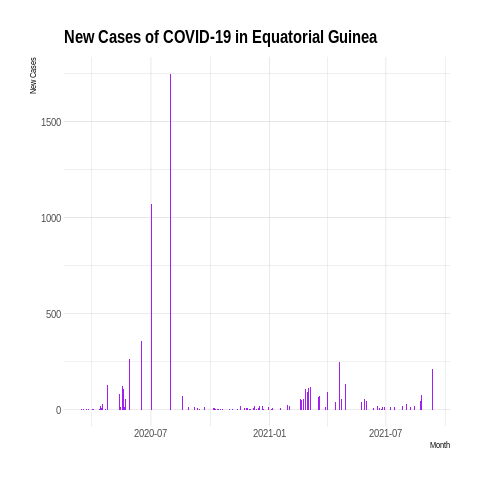 New Cases of COVID-19 in Equatorial Guinea
New Cases
1500
1000
500
0
2020-07
2021-01
2021-07
Month